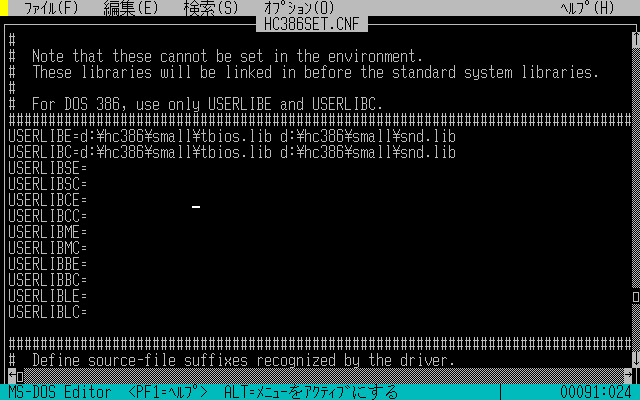 ファイル(F) 編集(E) 検索(S) オプション(O) ヘルプ(H)
HC386SET.CNF
#
#  Note that these cannot be set in the environment.
#  These libraries will be linked in before the standard system libraries.
#
#  For DOS 386, use only USERLIBE and USERLIBC.
##############################################################################
USERLIBE=d:¥hc386¥small¥tbios.lib d:¥hc386¥small¥snd.lib
USERLIBC=d:¥hc386¥small¥tbios.lib d:¥hc386¥small¥snd.lib
USERLIBSE=
USERLIBSC=
USERLIBCE=
USERLIBCC=
USERLIBME=
USERLIBMC=
USERLIBBE=
USERLIBBC=
USERLIBLE=
USERLIBLC=
##############################################################################
#  Define source-file suffixes recognized by the driver.
MS-DOS Editor <PF1=ヘルプ> ALT=メニューをアクティブにする 00091:024